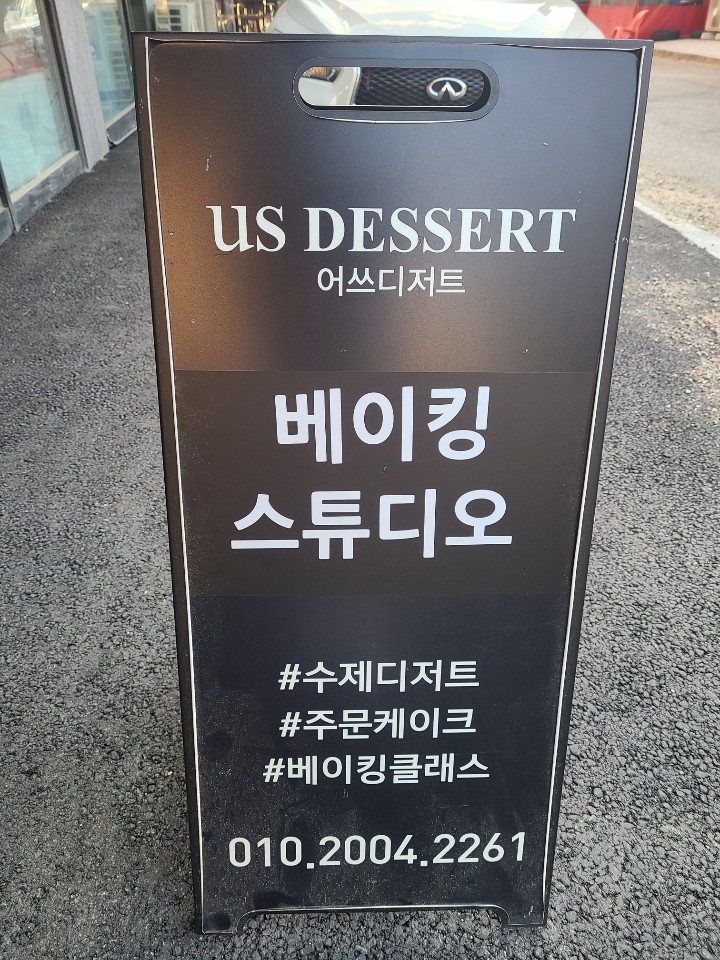 us DESSERT
어쓰디저트
베이킹
스튜디오
#수제디저트
#주문케이크
#베이킹클래스
010.2004.2261